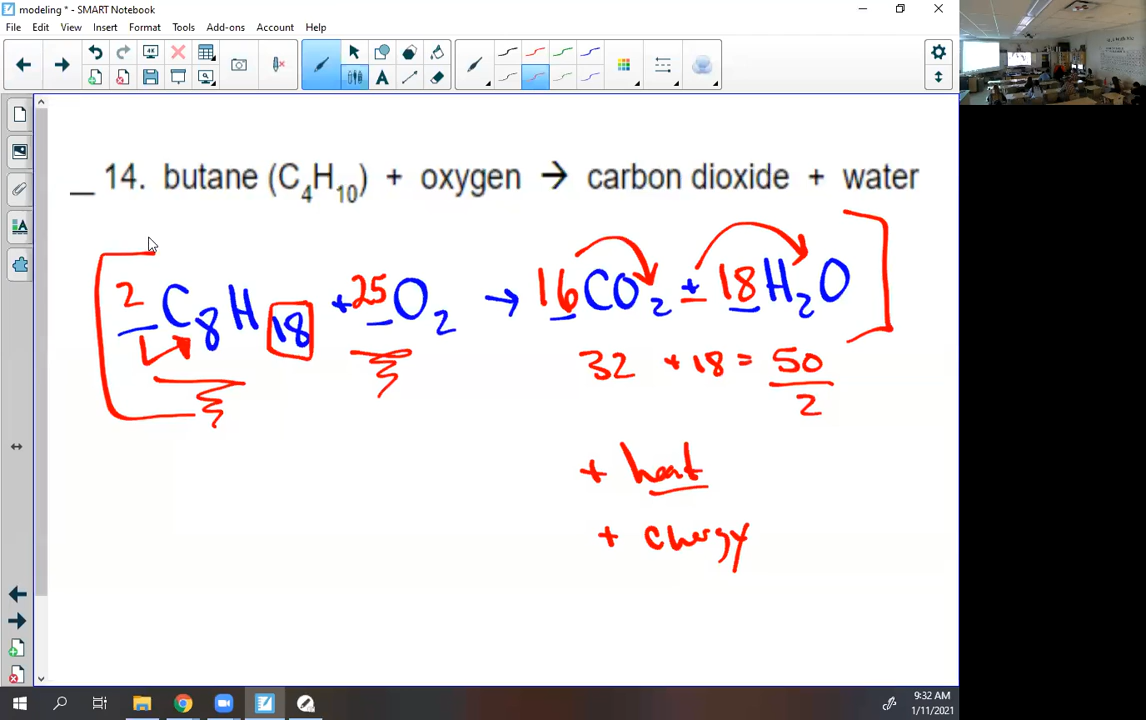 modeling * - SMART Notebook
File Edit View Insert Format Tools Add-ons Account Help
__ 14. butane (C4H10) + oxygen → carbon dioxide + water
2 C8H18 + 25 O2 → 16 CO2 + 18 H2O
32 + 18 = 50
2
+ heat
+ energy
9:32 AM
1/11/2021